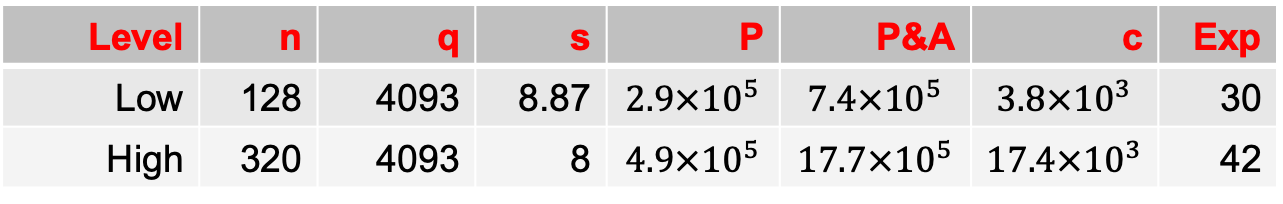 Level n q s P P&A c Exp
Low 128 4093 8.87 2.9×10⁵ 7.4×10⁵ 3.8×10³ 30
High 320 4093 8 4.9×10⁵ 17.7×10⁵ 17.4×10³ 42